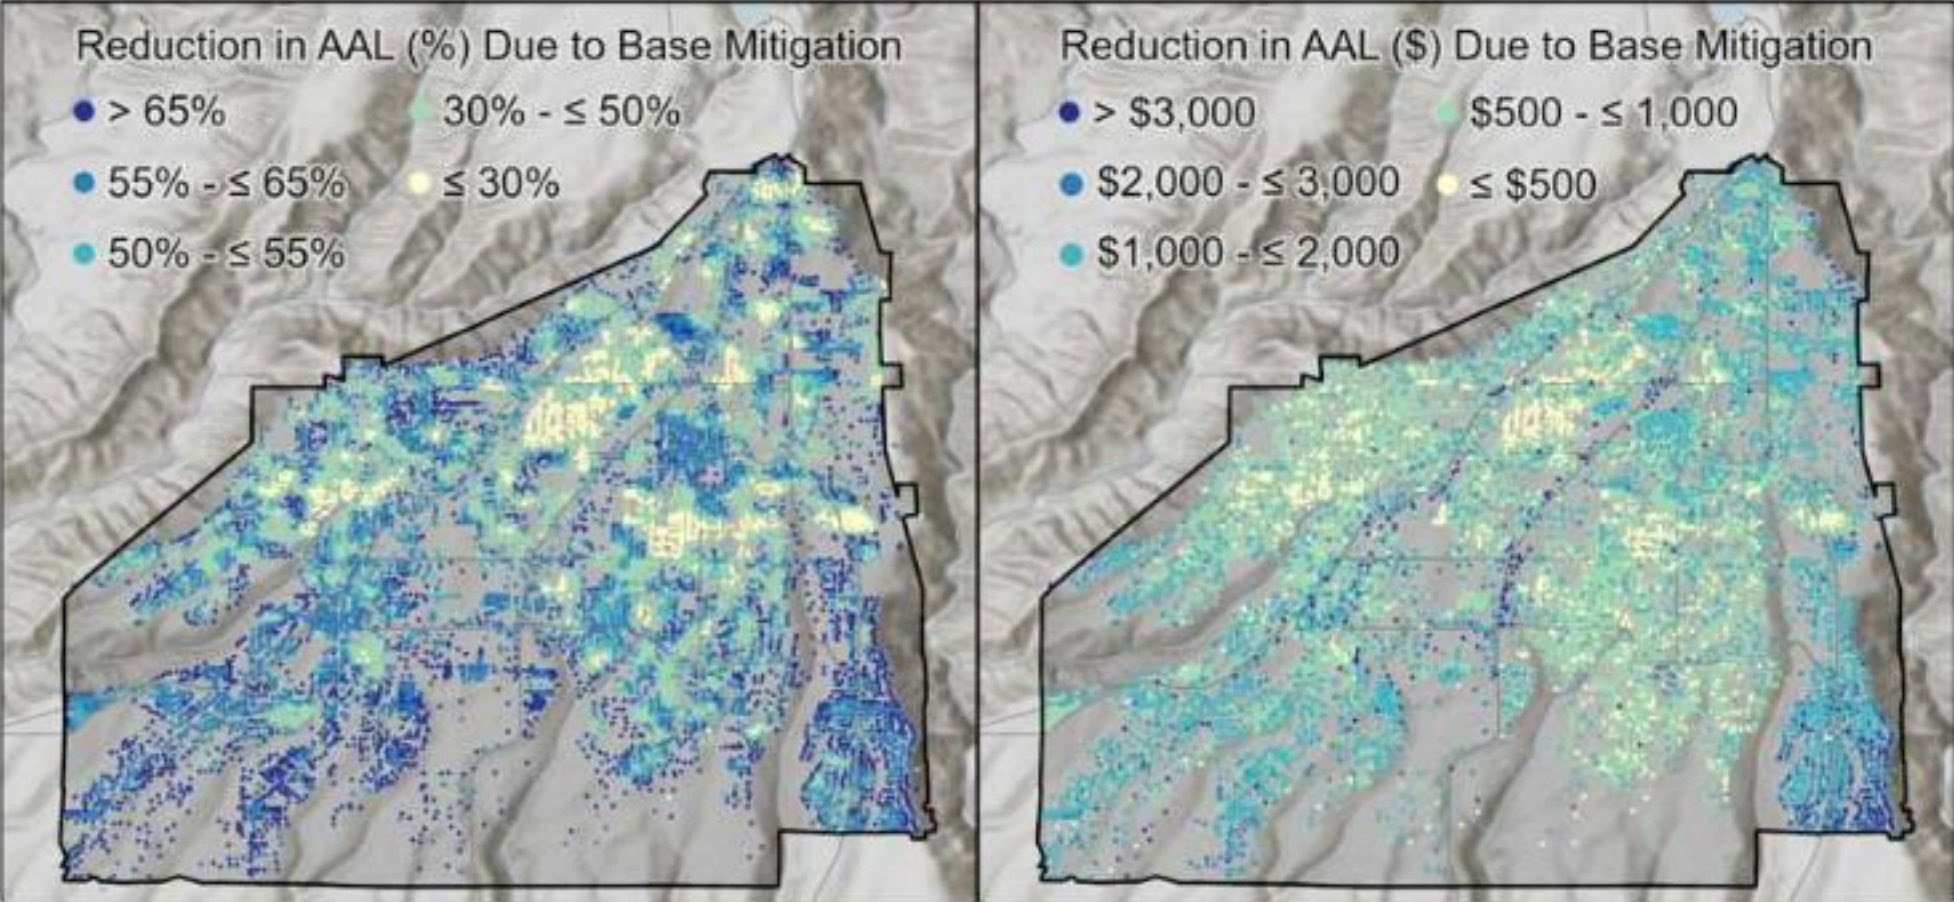 Reduction in AAL (%) Due to Base Mitigation
> 65%
30% - ≤ 50%
55% - ≤ 65%
≤ 30%
50% - ≤ 55%
Reduction in AAL ($) Due to Base Mitigation
> $3,000
$500 - ≤ 1,000
$2,000 - ≤ 3,000
≤ $500
$1,000 - ≤ 2,000